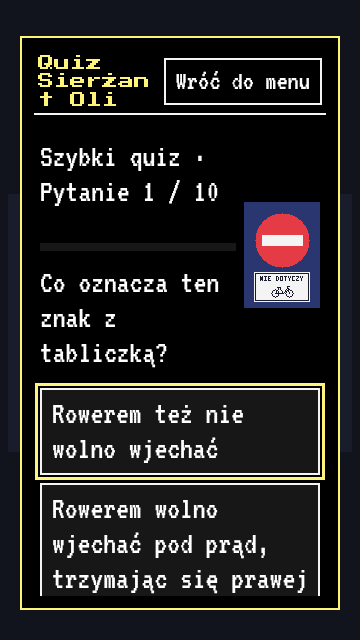 Quiz
Sierżan
t Oli
Wróć do menu
Szybki quiz ·
Pytanie 1 / 10
NIE DOTYCZY
Co oznacza ten
znak z
tabliczką?
Rowerem też nie
wolno wjechać
Rowerem wolno
wjechać pod prąd,
trzymając się prawej